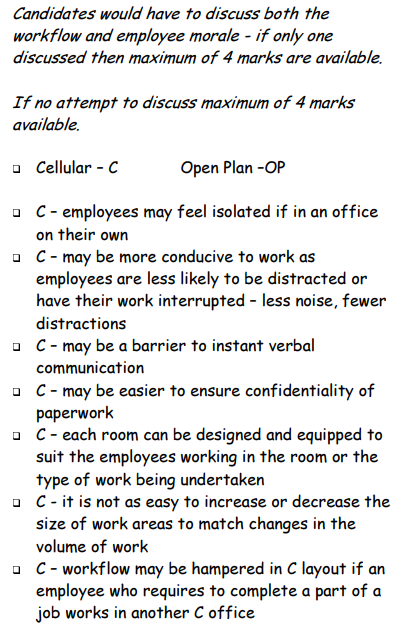 Candidates would have to discuss both the
workflow and employee morale - if only one
discussed then maximum of 4 marks are available.
If no attempt to discuss maximum of 4 marks
available.
❑ Cellular – C Open Plan –OP
❑ C – employees may feel isolated if in an office
on their own
❑ C – may be more conducive to work as
employees are less likely to be distracted or
have their work interrupted – less noise, fewer
distractions
❑ C – may be a barrier to instant verbal
communication
❑ C – may be easier to ensure confidentiality of
paperwork
❑ C – each room can be designed and equipped to
suit the employees working in the room or the
type of work being undertaken
❑ C - it is not as easy to increase or decrease the
size of work areas to match changes in the
volume of work
❑ C – workflow may be hampered in C layout if an
employee who requires to complete a part of a
job works in another C office